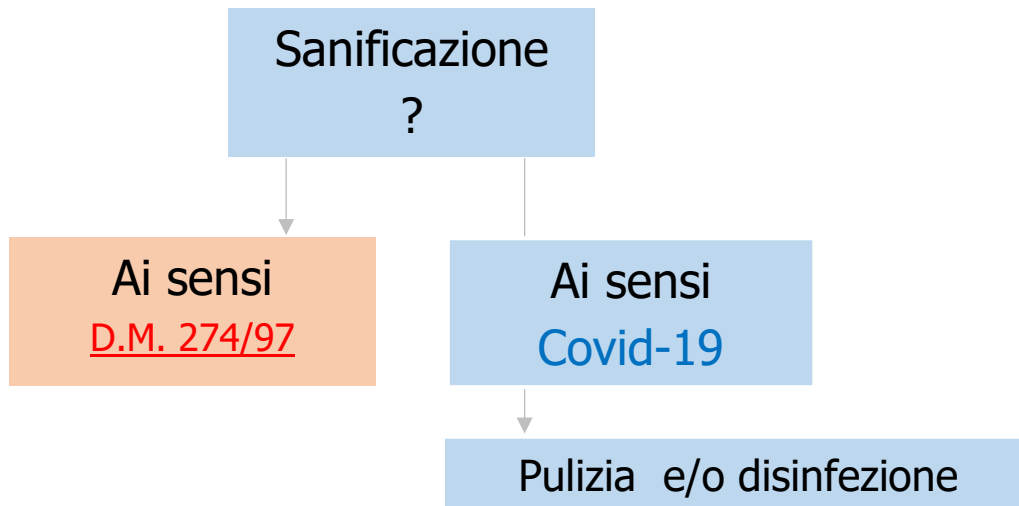 Sanificazione
?
Ai sensi
D.M. 274/97
Ai sensi
Covid-19
Pulizia e/o disinfezione